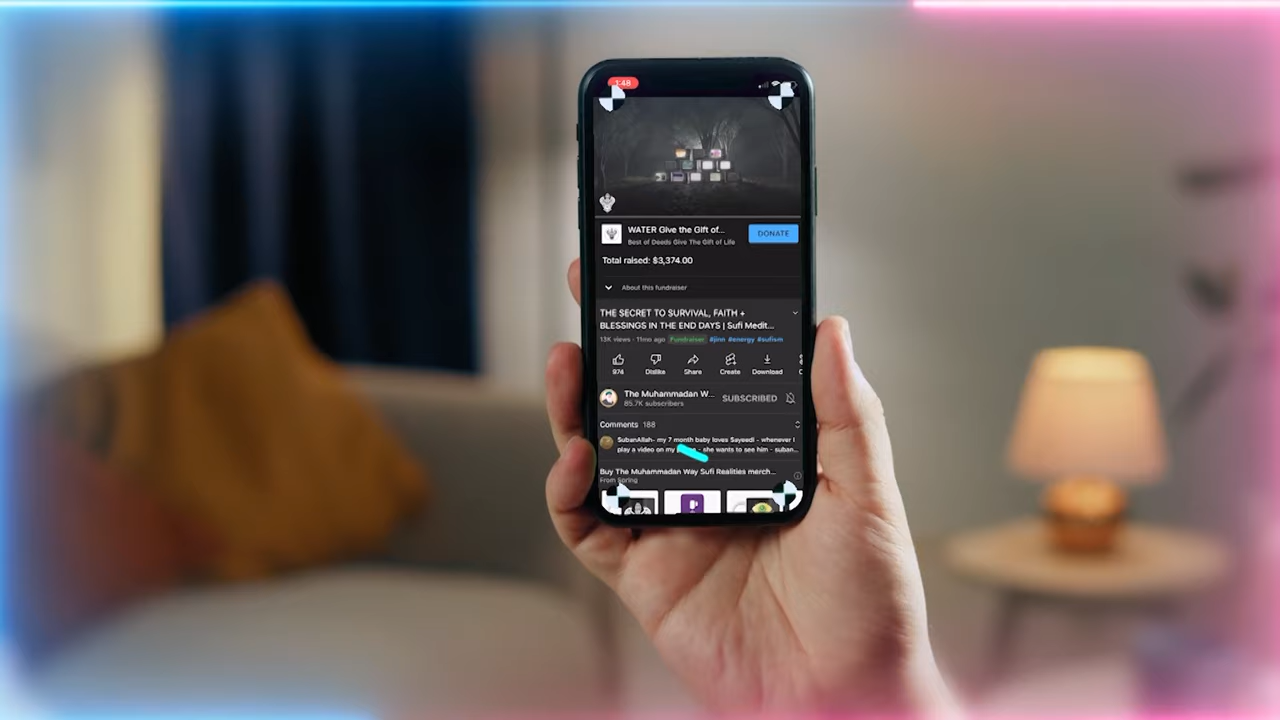 1:48
WATER Give the Gift of...
Best of Deeds Give The Gift of Life
DONATE
Total raised: $3,374.00
About this fundraiser
THE SECRET TO SURVIVAL, FAITH +
BLESSINGS IN THE END DAYS | Sufi Medit...
13K views · 11mo ago Fundraiser #jinn #energy #sufism
974 Dislike Share Create Download
The Muhammadan W...
85.7K subscribers
SUBSCRIBED
Comments 188
SubanAllah- my 7 month baby loves Sayeedi - whenever I
play a video on my - she wants to see him - suban...
Buy The Muhammadan Way Sufi Realities merch...
From Spring